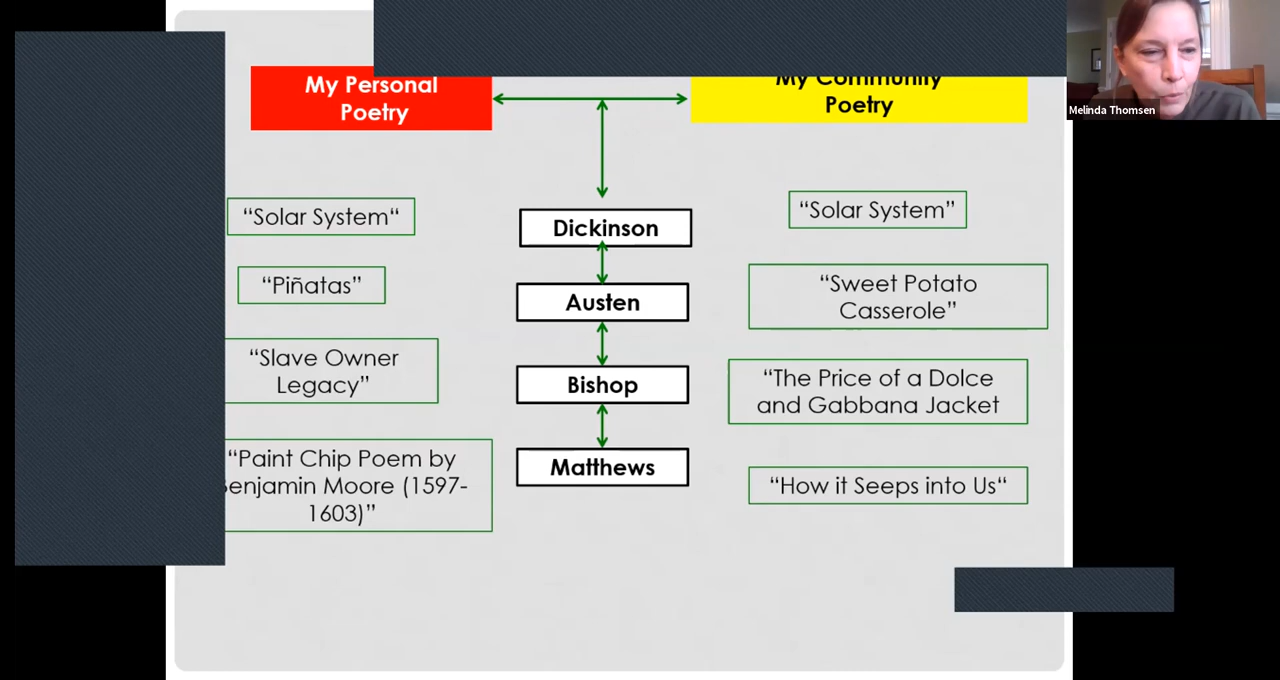 My Personal
Poetry
My Community
Poetry
Melinda Thomsen
“Solar System“
Dickinson
“Solar System”
“Piñatas”
Austen
“Sweet Potato
Casserole”
“Slave Owner
Legacy”
Bishop
“The Price of a Dolce
and Gabbana Jacket
“Paint Chip Poem by
enjamin Moore (1597-
1603)”
Matthews
“How it Seeps into Us“